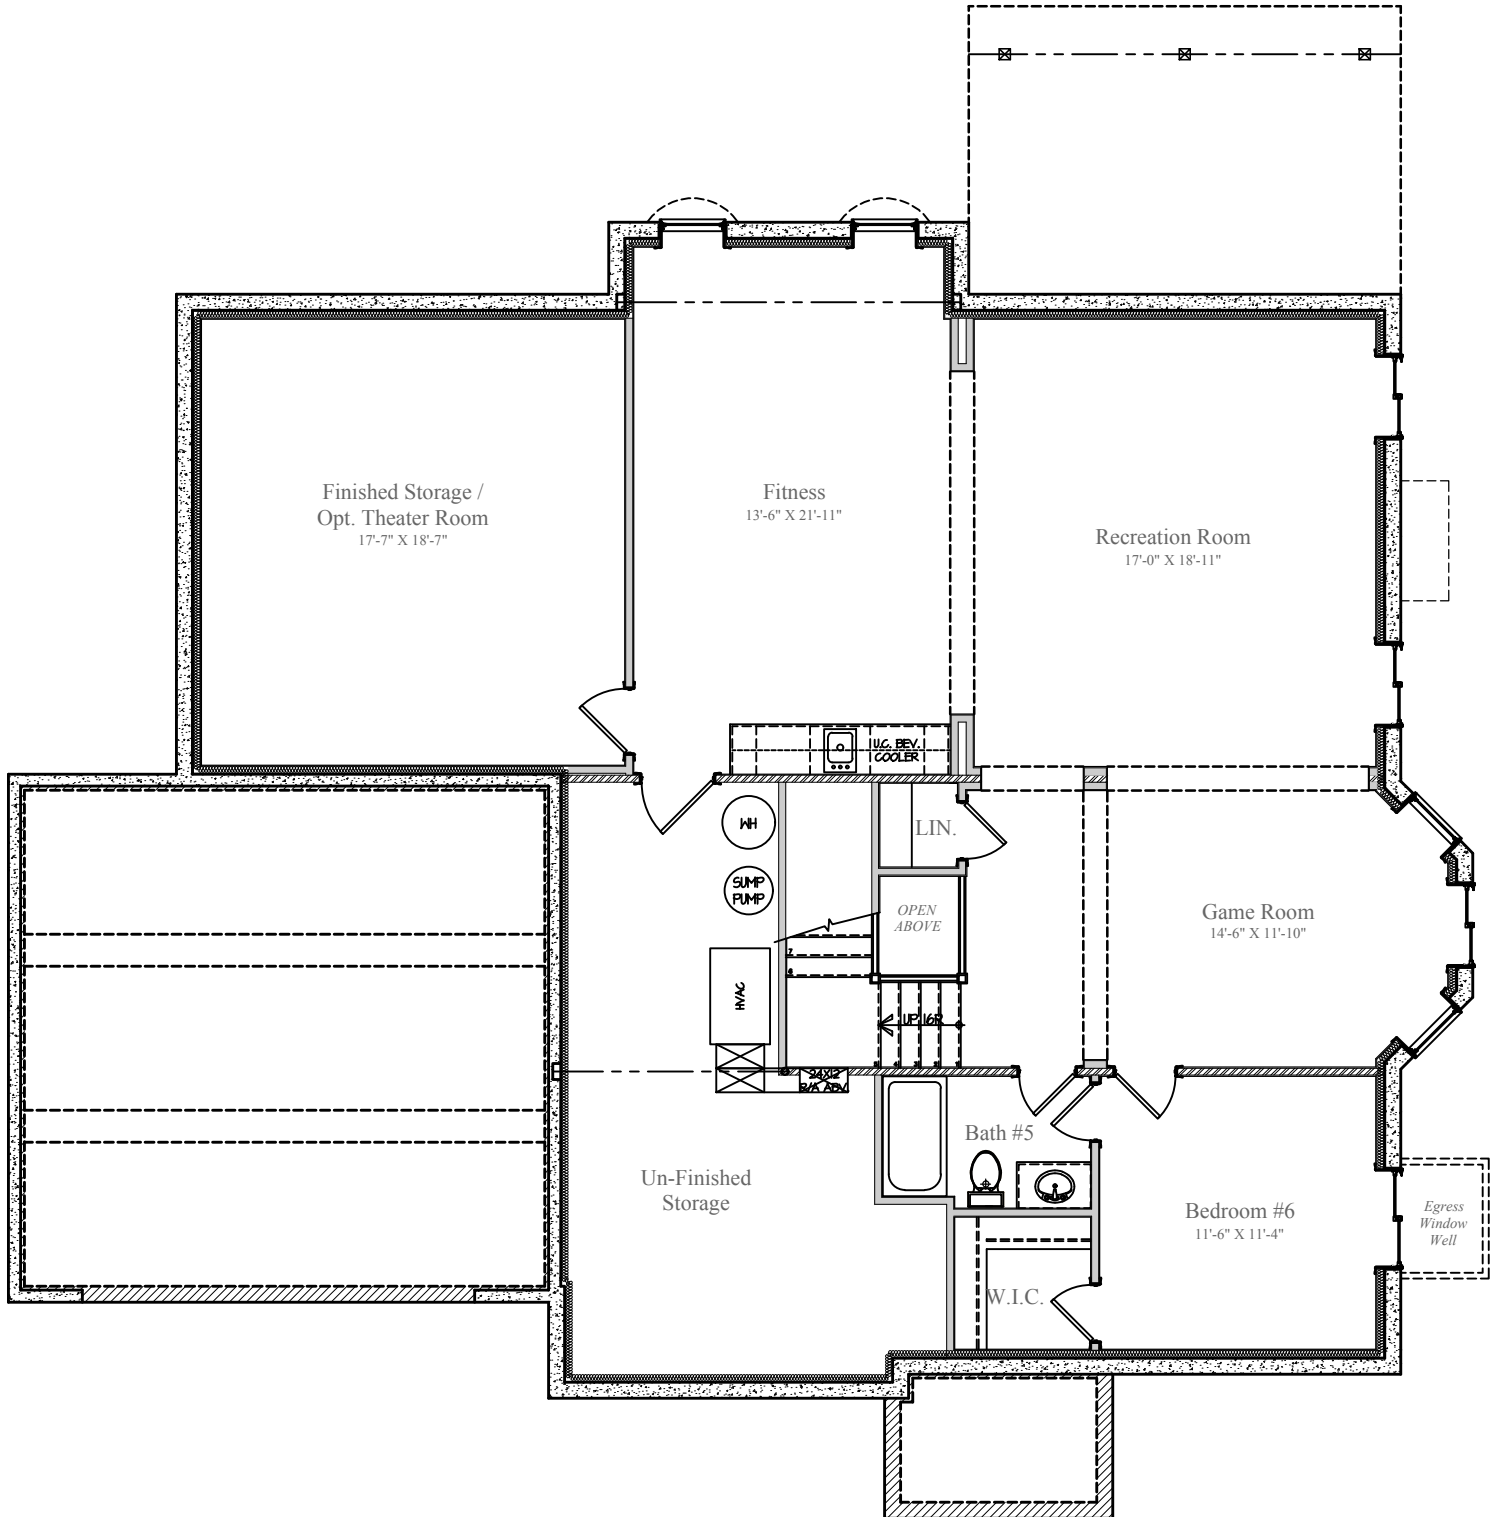 Finished Storage /
Opt. Theater Room
17'-7" X 18'-7"
Fitness
13'-6" X 21'-11"
Recreation Room
17'-0" X 18'-11"
U.C. BEV.
COOLER
WH
SUMP
PUMP
HVAC
LIN.
OPEN
ABOVE
7
UP 16R
24X12
R/A ABV.
Game Room
14'-6" X 11'-10"
Bath #5
Un-Finished
Storage
Bedroom #6
11'-6" X 11'-4"
Egress
Window
Well
W.I.C.